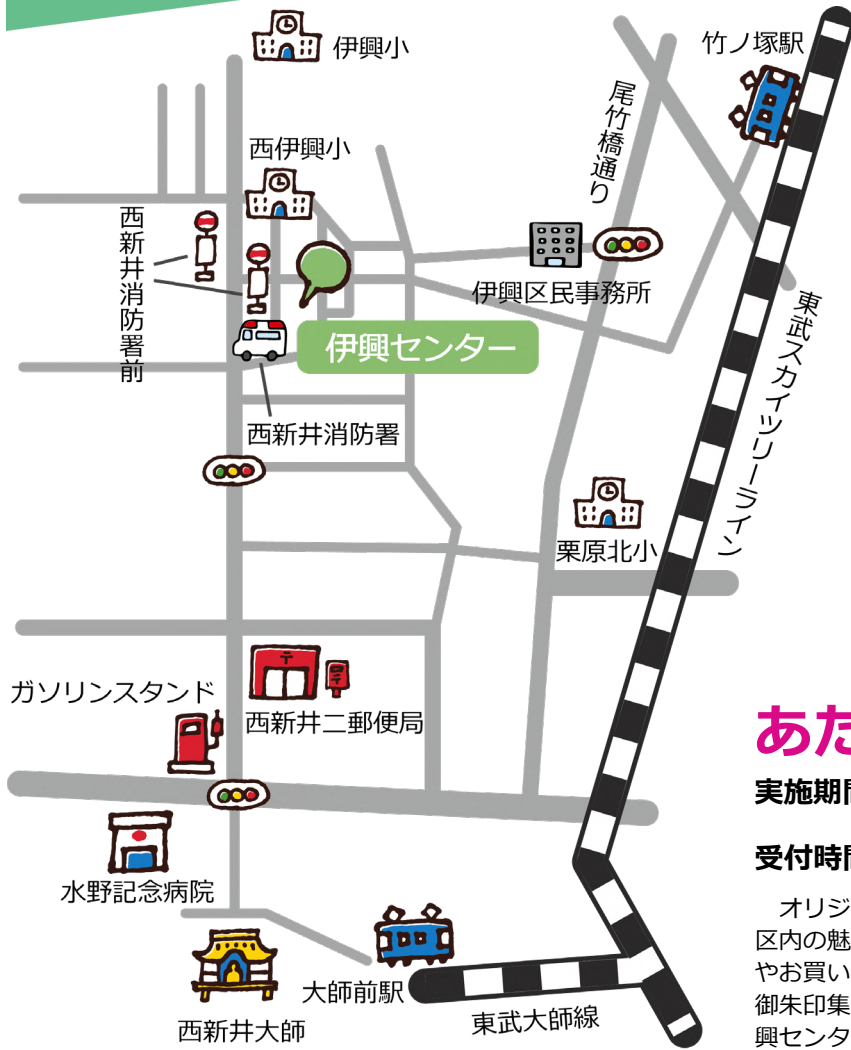 伊興小
竹ノ塚駅
尾竹橋通り
西伊興小
西新井消防署前
伊興区民事務所
東武スカイツリーライン
伊興センター
西新井消防署
栗原北小
ガソリンスタンド
西新井二郵便局
水野記念病院
大師前駅
西新井大師
東武大師線
あだ
実施期間
受付時間
オリジ
区内の魅
やお買い
御朱印集
興センタ